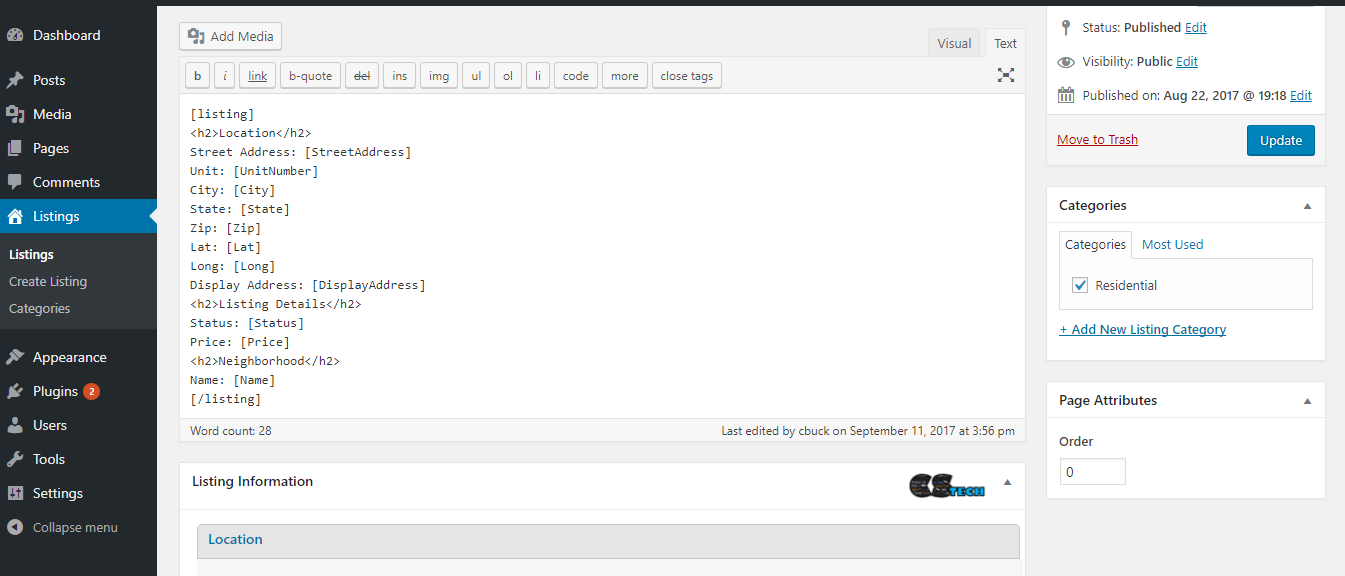 Dashboard
Posts
Media
Pages
Comments
Listings
Listings
Create Listing
Categories
Appearance
Plugins 2
Users
Tools
Settings
Collapse menu
Add Media
Visual Text
b i link b-quote del ins img ul ol li code more close tags
[listing]
<h2>Location</h2>
Street Address: [StreetAddress]
Unit: [UnitNumber]
City: [City]
State: [State]
Zip: [Zip]
Lat: [Lat]
Long: [Long]
Display Address: [DisplayAddress]
<h2>Listing Details</h2>
Status: [Status]
Price: [Price]
<h2>Neighborhood</h2>
Name: [Name]
[/listing]
Word count: 28 Last edited by cbuck on September 11, 2017 at 3:56 pm
Listing Information CSTECH
Location
Status: Published Edit
Visibility: Public Edit
Published on: Aug 22, 2017 @ 19:18 Edit
Move to Trash Update
Categories
Categories Most Used
Residential
+ Add New Listing Category
Page Attributes
Order
0